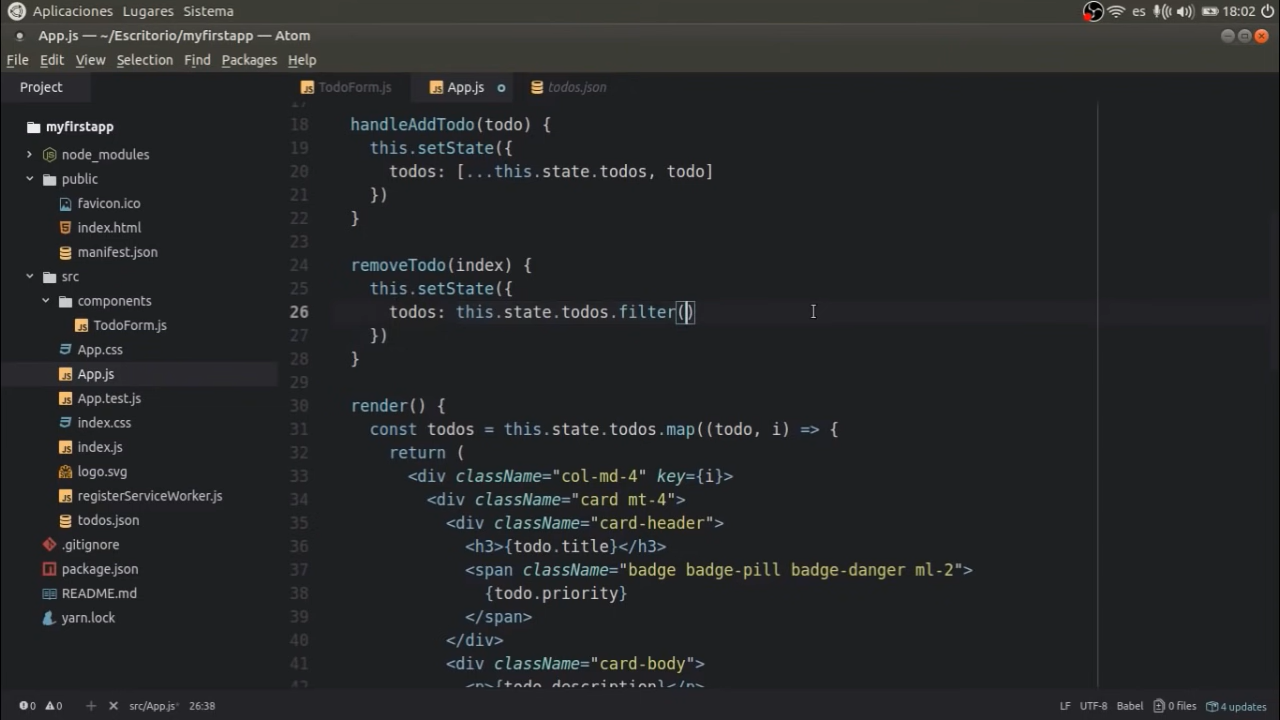 Aplicaciones Lugares Sistema es 18:02
App.js — ~/Escritorio/myfirstapp — Atom
File Edit View Selection Find Packages Help
Project TodoForm.js App.js todos.json
myfirstapp
node_modules
public
favicon.ico
index.html
manifest.json
src
components
TodoForm.js
App.css
App.js
App.test.js
index.css
index.js
logo.svg
registerServiceWorker.js
todos.json
.gitignore
package.json
README.md
yarn.lock
17
18 handleAddTodo(todo) {
19 this.setState({
20 todos: [...this.state.todos, todo]
21 })
22 }
23
24 removeTodo(index) {
25 this.setState({
26 todos: this.state.todos.filter()
27 })
28 }
29
30 render() {
31 const todos = this.state.todos.map((todo, i) => {
32 return (
33 <div className="col-md-4" key={i}>
34 <div className="card mt-4">
35 <div className="card-header">
36 <h3>{todo.title}</h3>
37 <span className="badge badge-pill badge-danger ml-2">
38 {todo.priority}
39 </span>
40 </div>
41 <div className="card-body">
42 <p>{todo.description}</p>
0 0 + × src/App.js* 26:38 LF UTF-8 Babel 0 files 4 updates